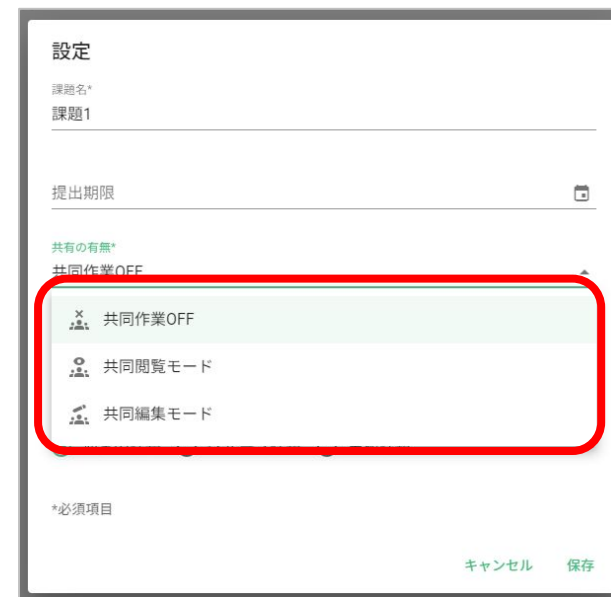 設定
課題名*
課題1
提出期限
共有の有無*
共同作業OFF
共同作業OFF
共同閲覧モード
共同編集モード
*必須項目
キャンセル 保存